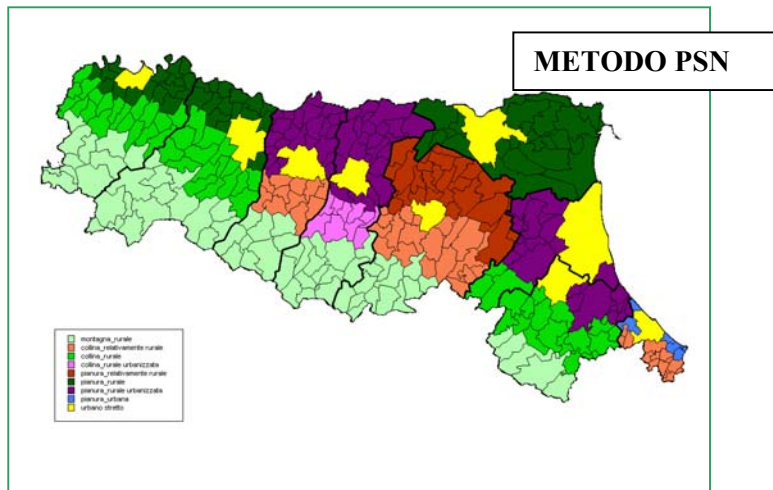 METODO PSN
montagna_rurale
collina_relativamente rurale
collina_rurale
collina_rurale urbanizzata
pianura_relativamente rurale
pianura_rurale
pianura_rurale urbanizzata
pianura_urbana
urbano stretto